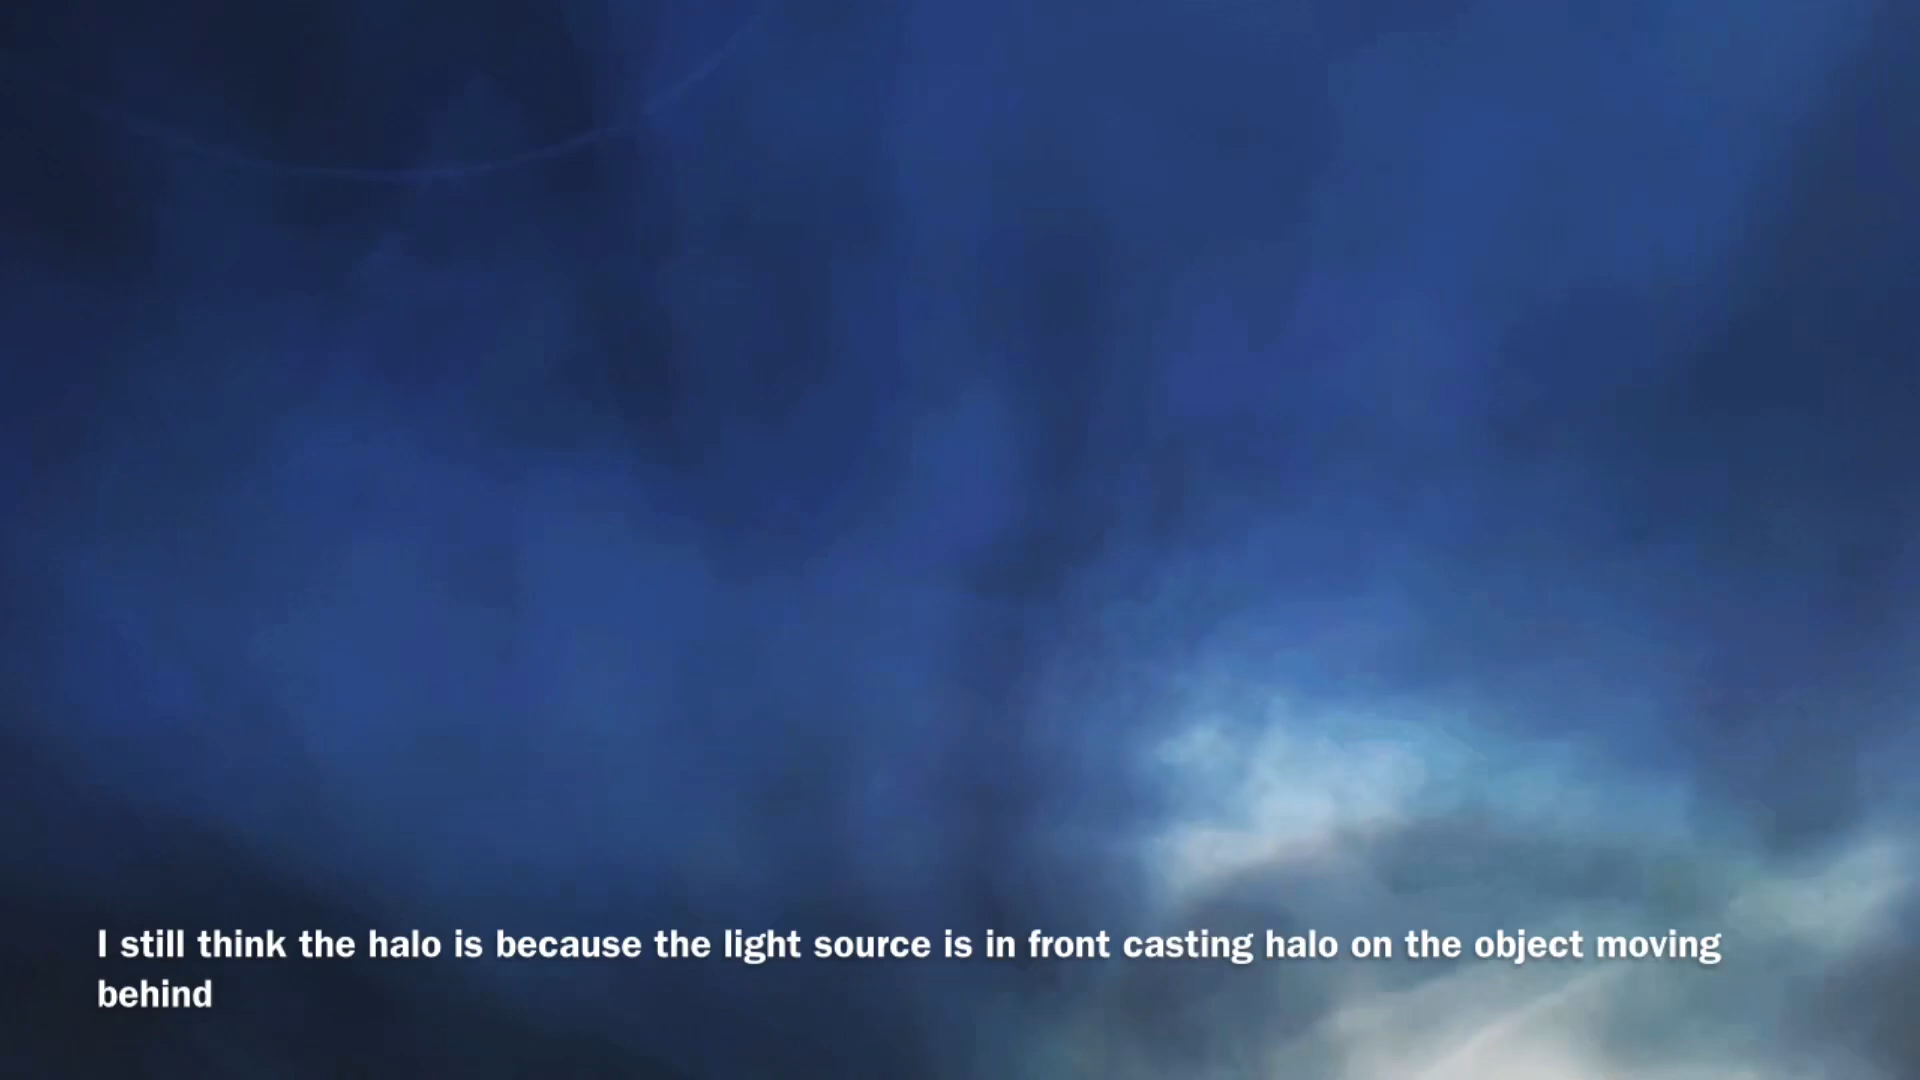 I still think the halo is because the light source is in front casting halo on the object moving
behind